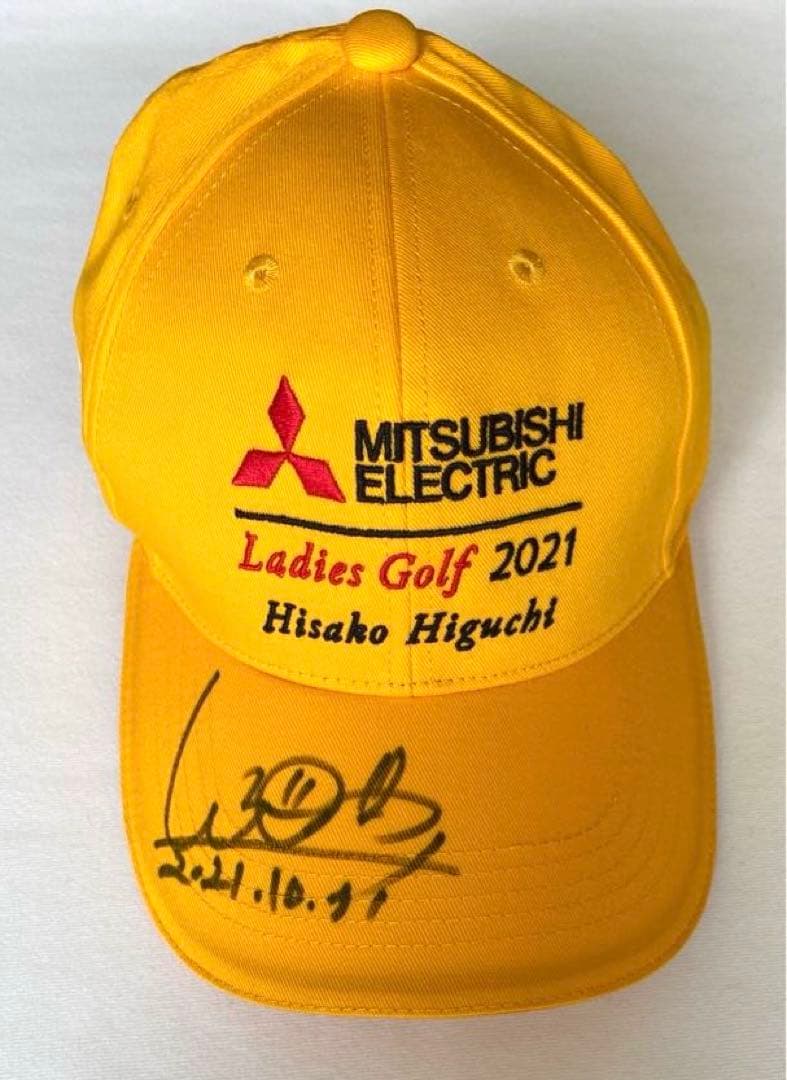 MITSUBISHI
ELECTRIC
Ladies Golf 2021
Hisako Higuchi